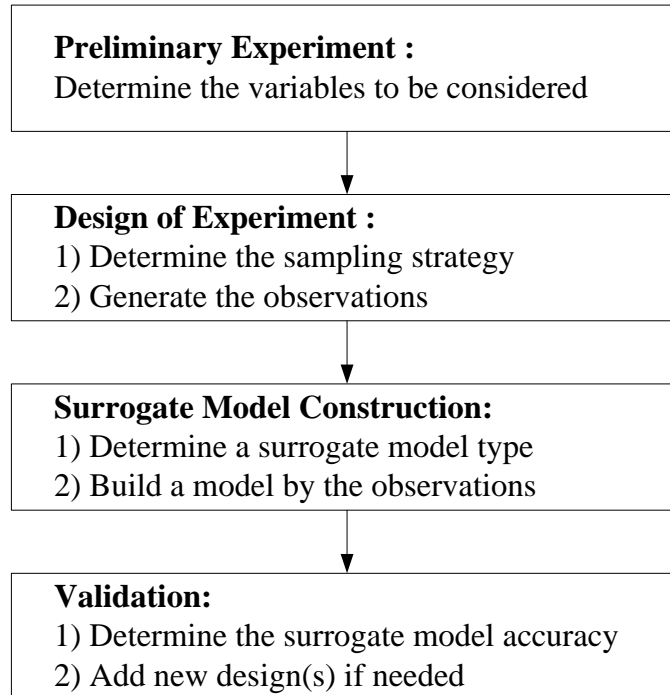 Preliminary Experiment :
Determine the variables to be considered
Design of Experiment :
1) Determine the sampling strategy
2) Generate the observations
Surrogate Model Construction:
1) Determine a surrogate model type
2) Build a model by the observations
Validation:
1) Determine the surrogate model accuracy
2) Add new design(s) if needed